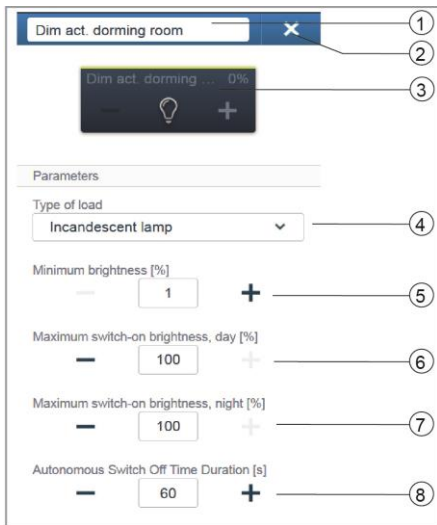 Dim act. dorming room
1
2
Dim act. dorming ... 0%
3
Parameters
Type of load
Incandescent lamp
4
Minimum brightness [%]
1
5
Maximum switch-on brightness, day [%]
100
6
Maximum switch-on brightness, night [%]
100
7
Autonomous Switch Off Time Duration [s]
60
8